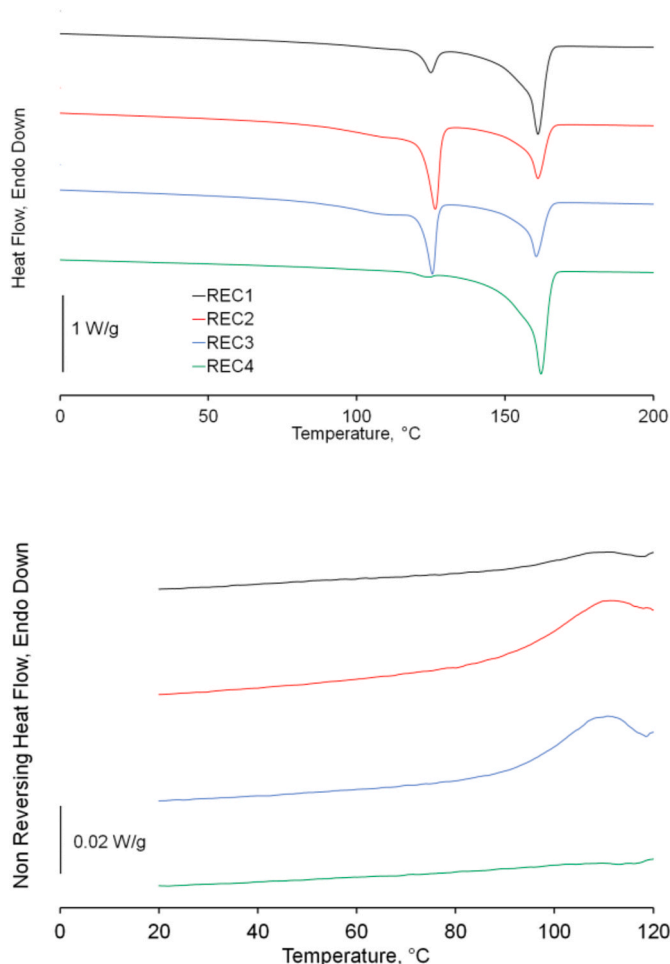 Heat Flow, Endo Down
1 W/g
REC1
REC2
REC3
REC4
0 50 100 150 200
Temperature, °C
Non Reversing Heat Flow, Endo Down
0.02 W/g
0 20 40 60 80 100 120
Temperature, °C